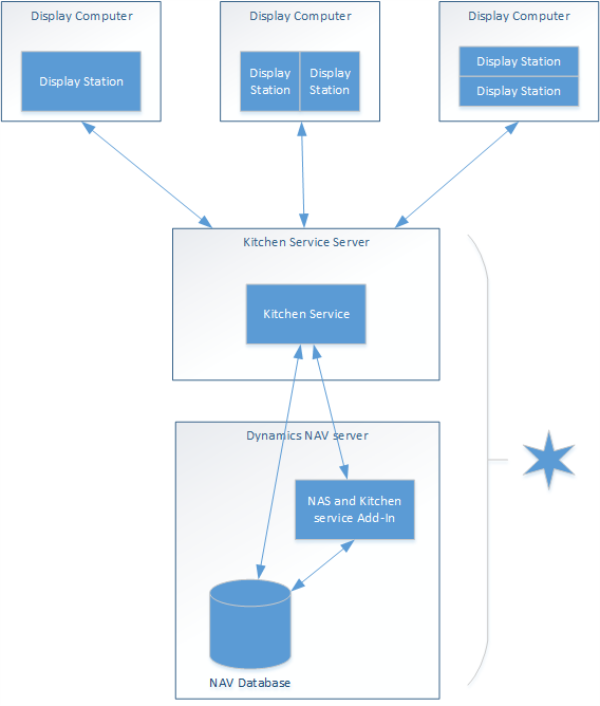 Display Computer
Display Station
Display Computer
Display
Station
Display
Station
Display Computer
Display Station
Display Station
Kitchen Service Server
Kitchen Service
Dynamics NAV server
NAS and Kitchen
service Add-In
NAV Database